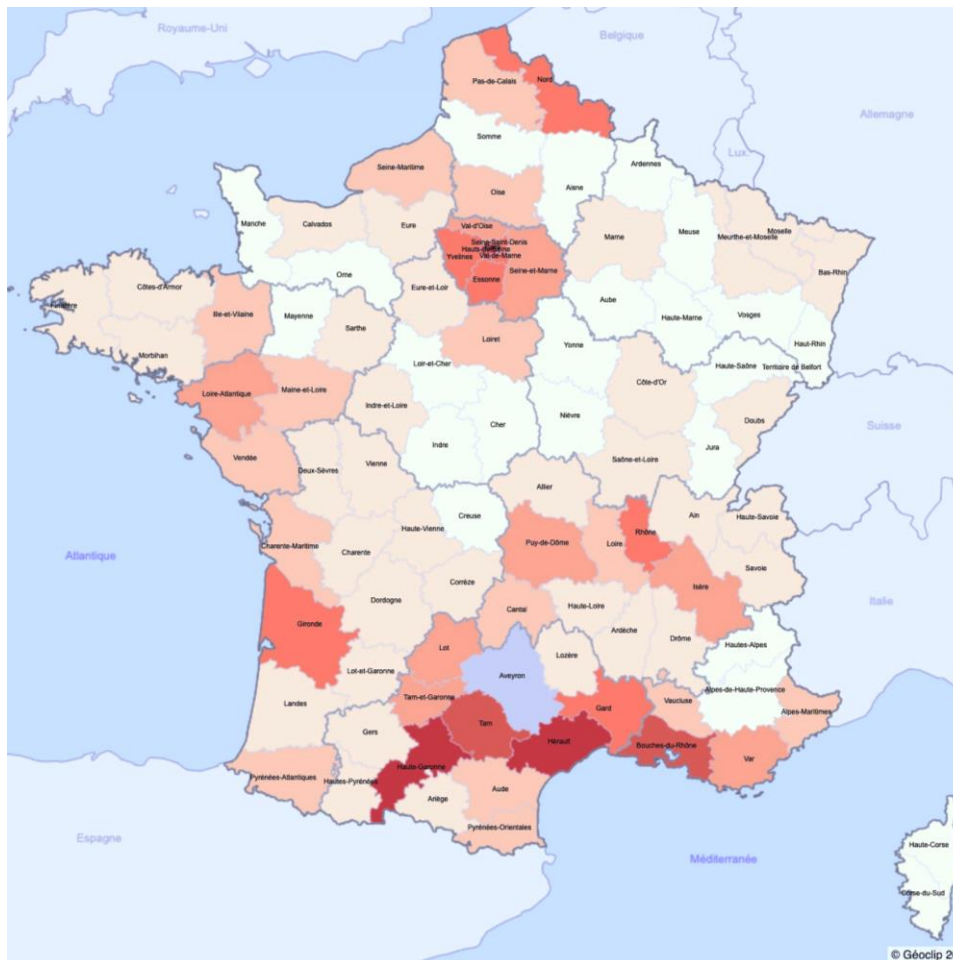 Royaume-Uni
Belgique
Allemagne
Lux.
Nord
Pas-de-Calais
Somme
Ardennes
Seine-Maritime
Oise
Aisne
Manche
Calvados
Eure
Val-d'Oise
Seine-Saint-Denis
Hauts-de-Seine
Yvelines
Val-de-Marne
Essonne
Seine-et-Marne
Marne
Meuse
Meurthe-et-Moselle
Moselle
Bas-Rhin
Orne
Eure-et-Loir
Côtes-d'Armor
Finistère
Ille-et-Vilaine
Mayenne
Sarthe
Morbihan
Loiret
Aube
Haute-Marne
Vosges
Haut-Rhin
Yonne
Loir-et-Cher
Haute-Saône
Territoire de Belfort
Loire-Atlantique
Maine-et-Loire
Indre-et-Loire
Côte-d'Or
Doubs
Nièvre
Cher
Indre
Jura
Suisse
Vendée
Deux-Sèvres
Vienne
Saône-et-Loire
Allier
Creuse
Haute-Vienne
Ain
Haute-Savoie
Rhône
Puy-de-Dôme
Loire
Charente-Maritime
Charente
Atlantique
Savoie
Corrèze
Isère
Italie
Dordogne
Cantal
Haute-Loire
Gironde
Ardèche
Drôme
Hautes-Alpes
Lot
Lozère
Lot-et-Garonne
Aveyron
Tarn-et-Garonne
Alpes-de-Haute-Provence
Landes
Gard
Vaucluse
Alpes-Maritimes
Tarn
Gers
Hérault
Bouches-du-Rhône
Var
Haute-Garonne
Pyrénées-Atlantiques
Hautes-Pyrénées
Aude
Ariège
Pyrénées-Orientales
Espagne
Méditerranée
Haute-Corse
Corse-du-Sud
© Géoclip 20